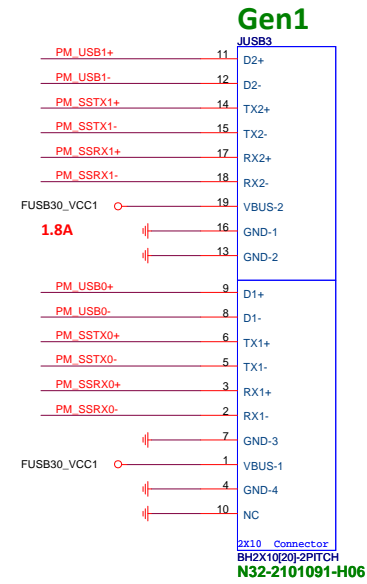 Gen1
JUSB3
PM_USB1+ 11 D2+
PM_USB1- 12 D2-
PM_SSTX1+ 14 TX2+
PM_SSTX1- 15 TX2-
PM_SSRX1+ 17 RX2+
PM_SSRX1- 18 RX2-
FUSB30_VCC1 19 VBUS-2
1.8A 16 GND-1
13 GND-2
PM_USB0+ 9 D1+
PM_USB0- 8 D1-
PM_SSTX0+ 6 TX1+
PM_SSTX0- 5 TX1-
PM_SSRX0+ 3 RX1+
PM_SSRX0- 2 RX1-
7 GND-3
FUSB30_VCC1 1 VBUS-1
4 GND-4
10 NC
2X10 Connector
BH2X10[20]-2PITCH
N32-2101091-H06